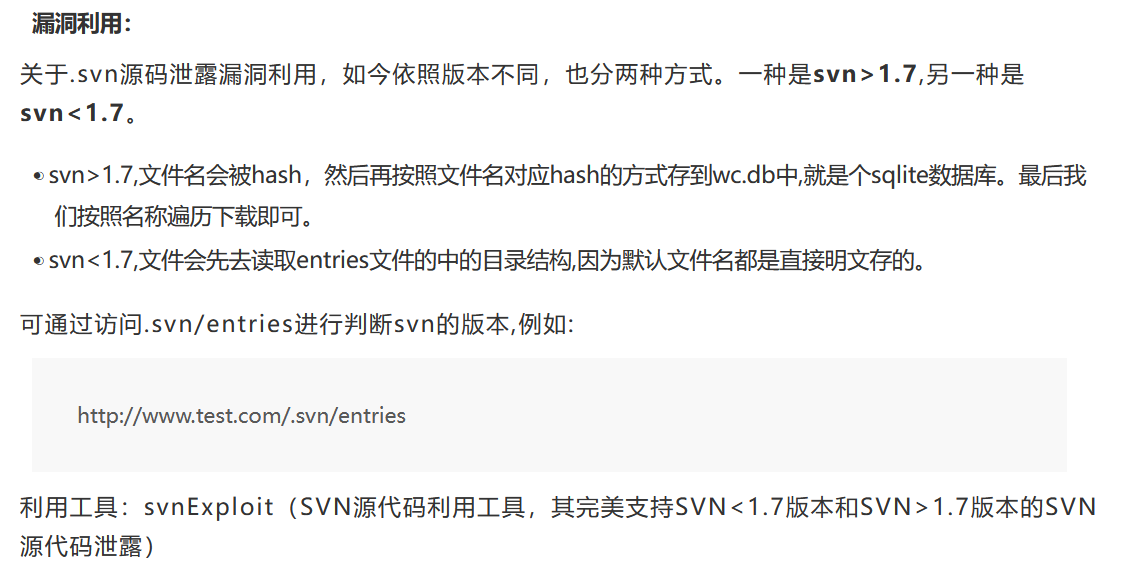 漏洞利用：
关于.svn源码泄露漏洞利用，如今依照版本不同，也分两种方式。一种是svn>1.7,另一种是
svn<1.7。
svn>1.7,文件名会被hash，然后再按照文件名对应hash的方式存到wc.db中,就是个sqlite数据库。最后我
们按照名称遍历下载即可。
svn<1.7,文件会先去读取entries文件的中的目录结构,因为默认文件名都是直接明文存的。
可通过访问.svn/entries进行判断svn的版本,例如:
http://www.test.com/.svn/entries
利用工具：svnExploit（SVN源代码利用工具，其完美支持SVN<1.7版本和SVN>1.7版本的SVN
源代码泄露）